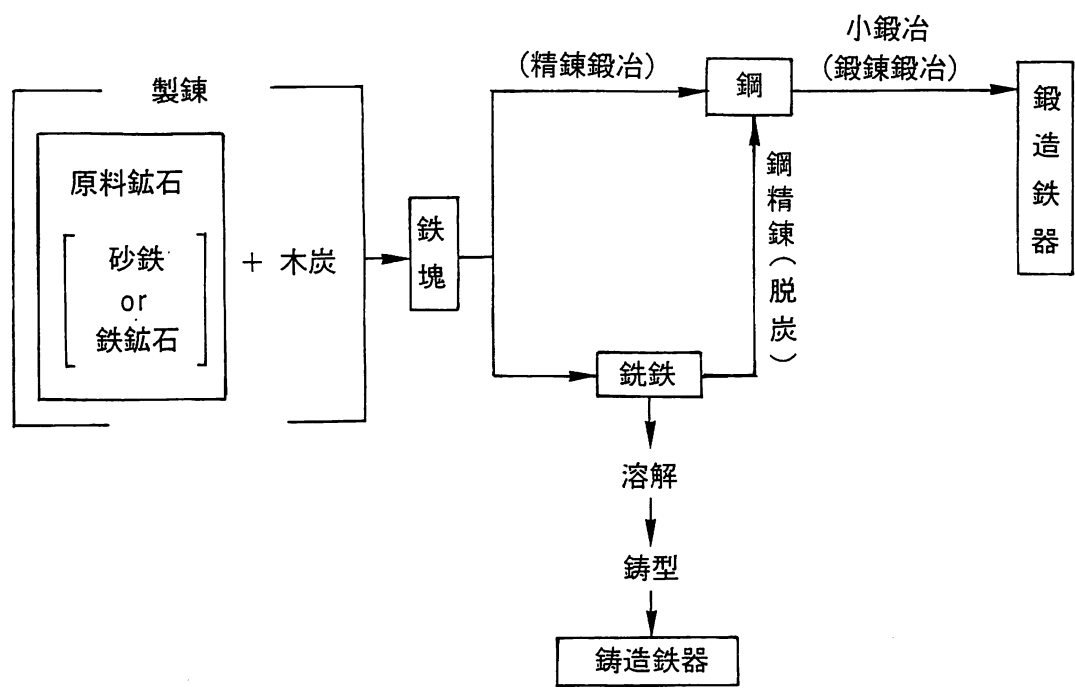 製錬
原料鉱石
砂鉄
or
鉄鉱石
+ 木炭
鉄塊
(精錬鍛冶)
鋼
小鍛冶
(鍛錬鍛冶)
鍛造鉄器
鋼精錬(脱炭)
銑鉄
溶解
鋳型
鋳造鉄器